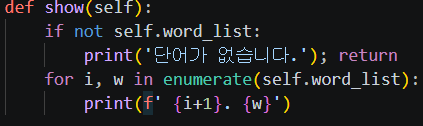 def show(self):
    if not self.word_list:
        print('단어가 없습니다.'); return
    for i, w in enumerate(self.word_list):
        print(f' {i+1}. {w}')